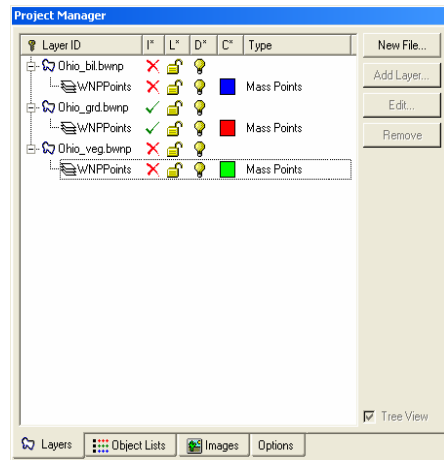 Project Manager
Layer ID I* L* D* C* Type
Ohio_bil.bwnp
WNPPoints Mass Points
Ohio_grd.bwnp
WNPPoints Mass Points
Ohio_veg.bwnp
WNPPoints Mass Points
New File...
Add Layer...
Edit...
Remove
Tree View
Layers Object Lists Images Options